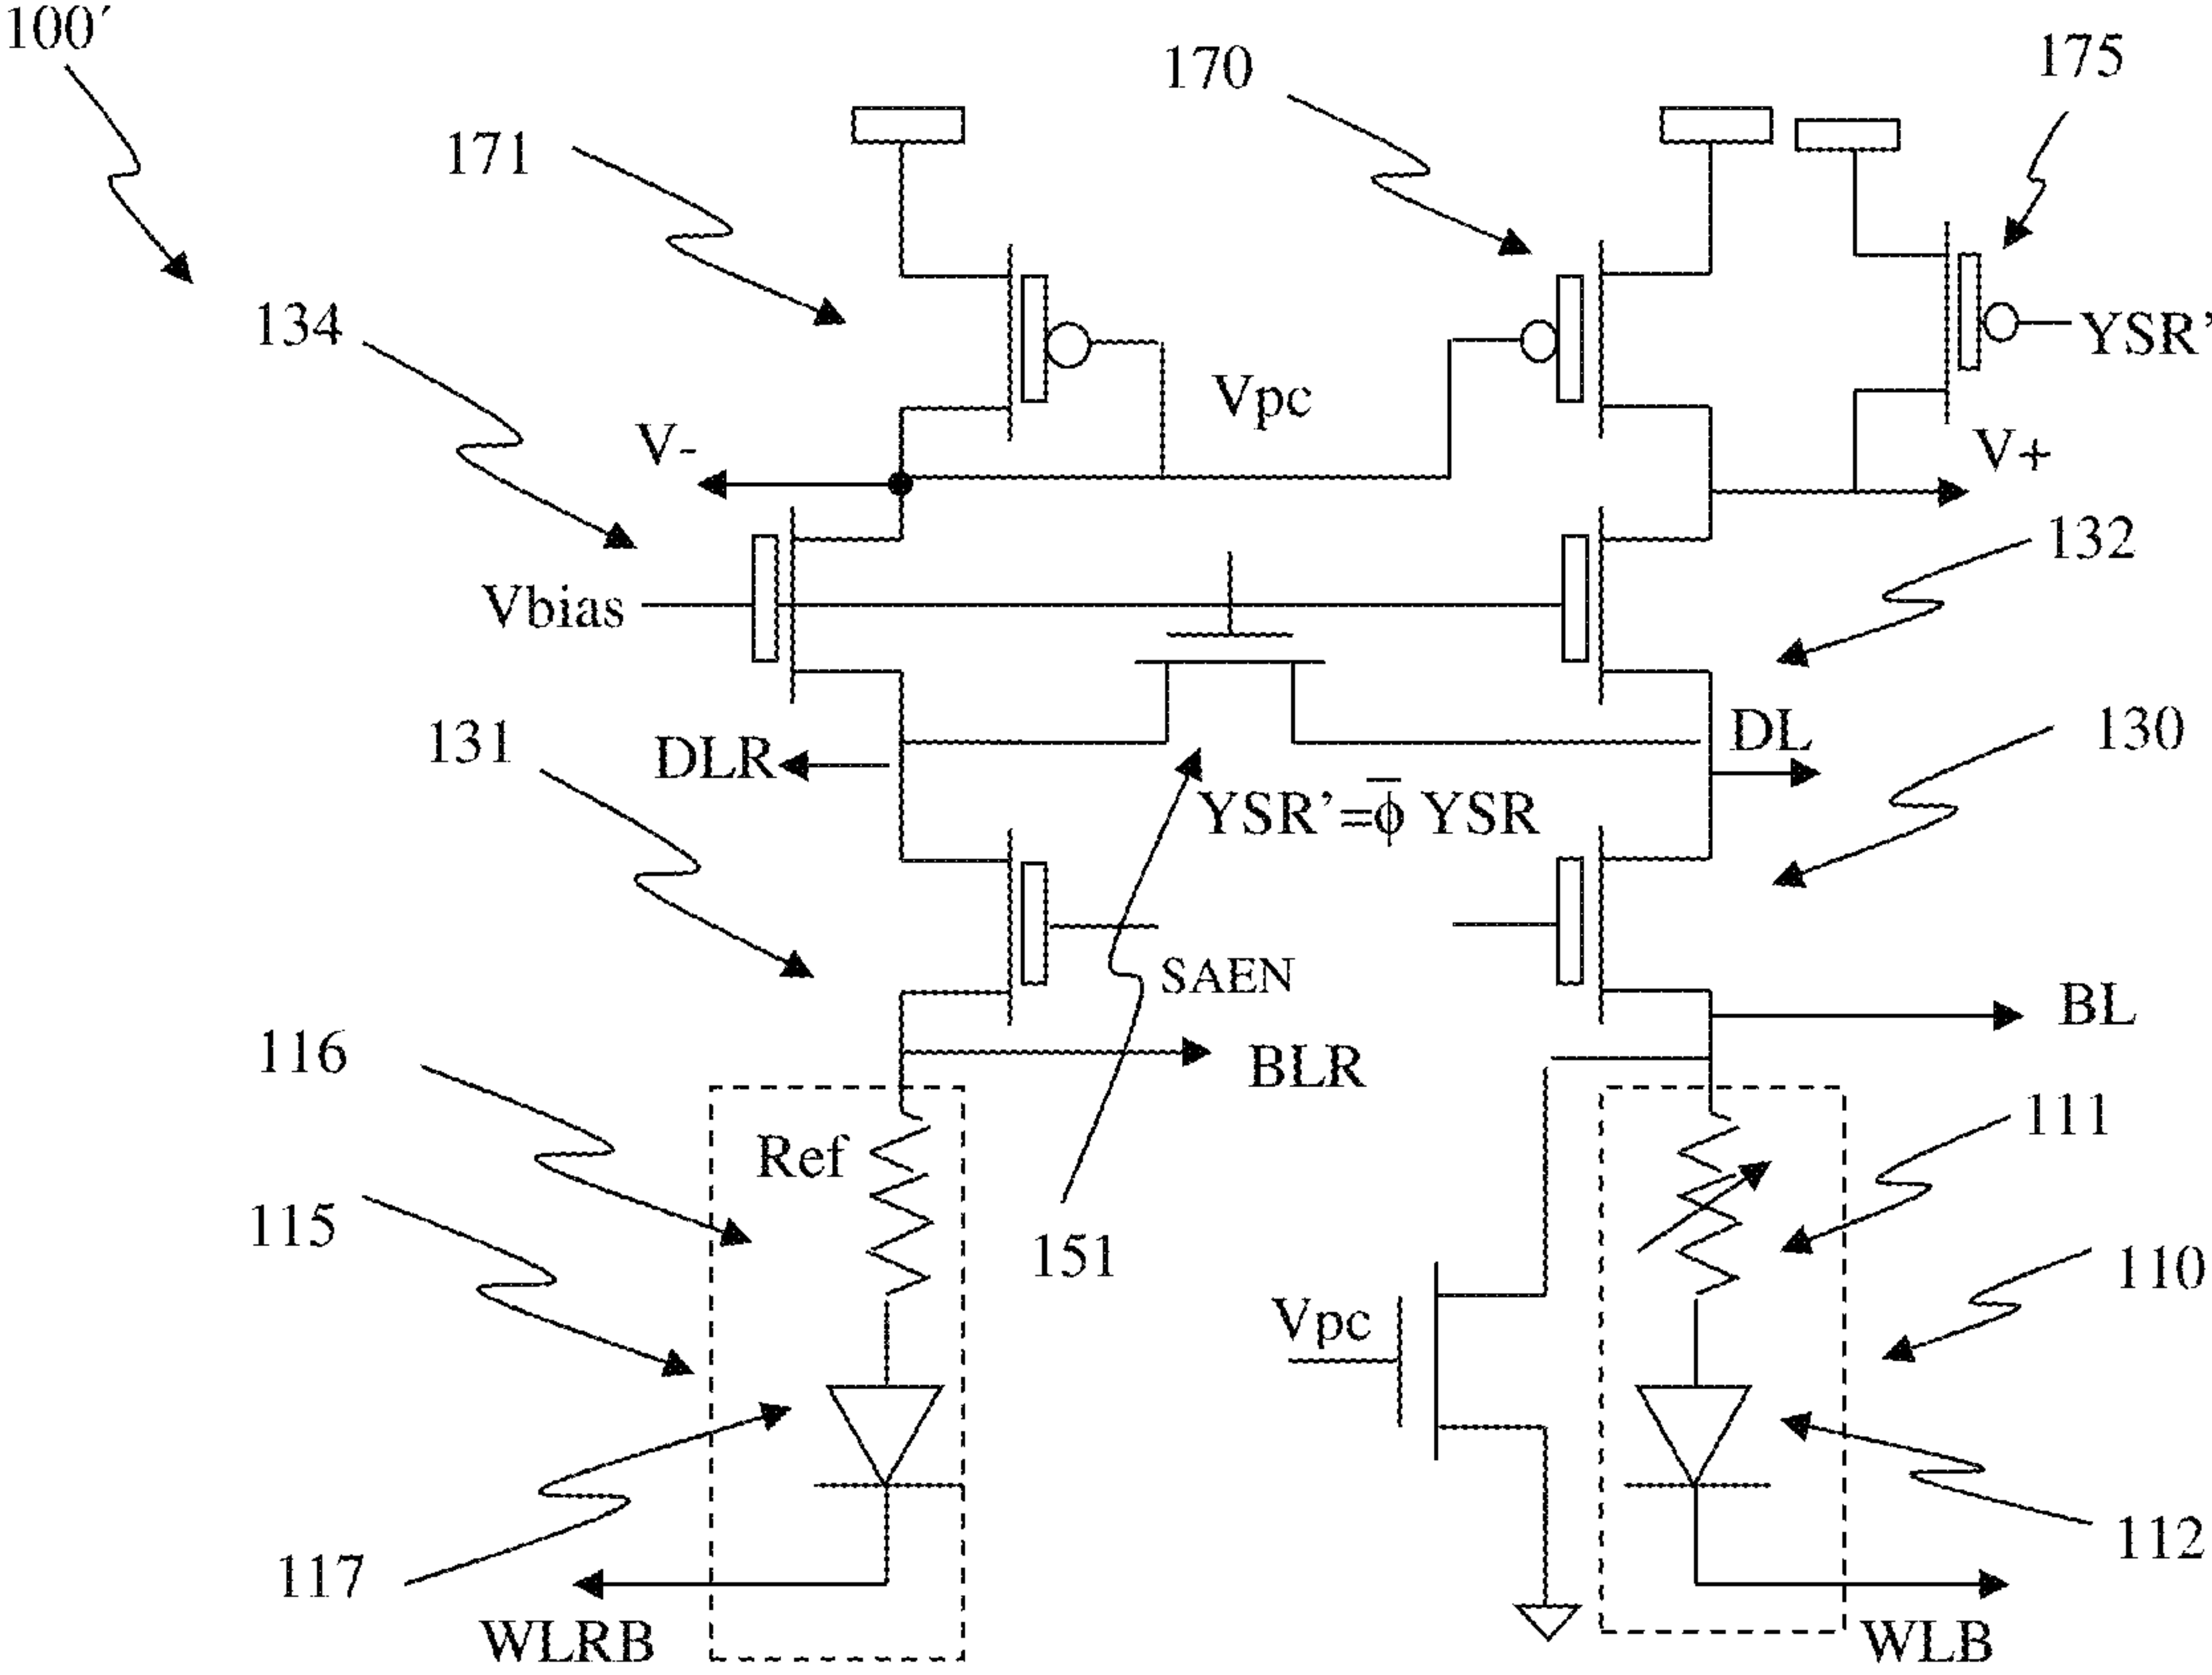 100′
170
175
171
134
YSR'
Vpc
V-
V+
132
Vbias
131
DLR
DL
130
YSR'=ϕ̅ YSR
SAEN
BL
116
BLR
Ref
111
115
151
110
Vpc
117
112
WLRB
WLB